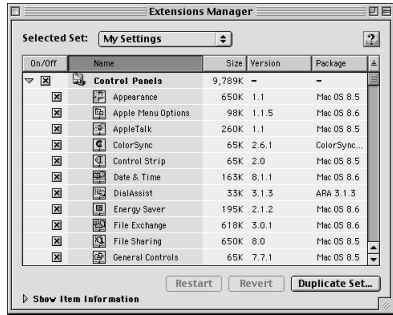 Extensions Manager
Selected Set: My Settings ?
On/Off Name Size Version Package
Control Panels 9,789K – –
Appearance 650K 1.1 Mac OS 8.5
Apple Menu Options 98K 1.1.5 Mac OS 8.6
AppleTalk 260K 1.1 Mac OS 8.5
ColorSync 65K 2.6.1 ColorSync...
Control Strip 65K 2.0 Mac OS 8.5
Date & Time 163K 8.1.1 Mac OS 8.6
DialAssist 33K 3.1.3 ARA 3.1.3
Energy Saver 195K 2.1.2 Mac OS 8.6
File Exchange 618K 3.0.1 Mac OS 8.6
File Sharing 650K 8.0 Mac OS 8.5
General Controls 65K 7.7.1 Mac OS 8.5
Restart Revert Duplicate Set...
Show Item Information